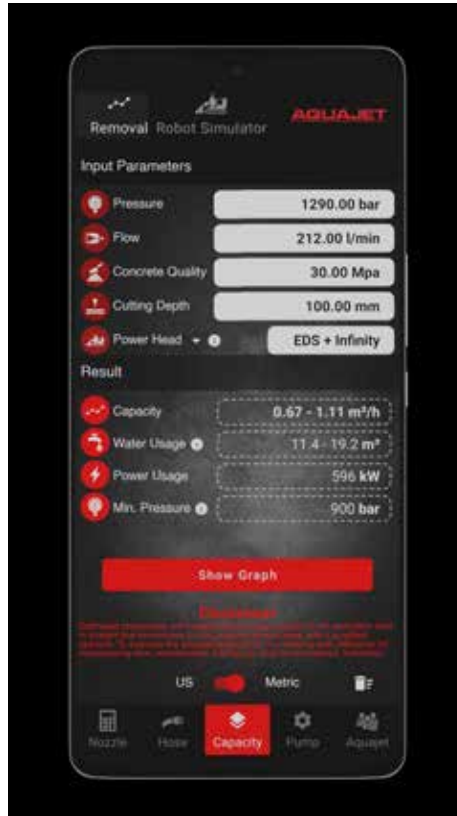 Removal Robot Simulator AQUAJET
Input Parameters
Pressure 1290.00 bar
Flow 212.00 l/min
Concrete Quality 30.00 Mpa
Cutting Depth 100.00 mm
Power Head + EDS + Infinity
Result
Capacity 0.67 - 1.11 m³/h
Water Usage 11.4 - 19.2 m³
Power Usage 596 kW
Min. Pressure 900 bar
Show Graph
US Metric
Nozzle Hose Capacity Pump Aquajet